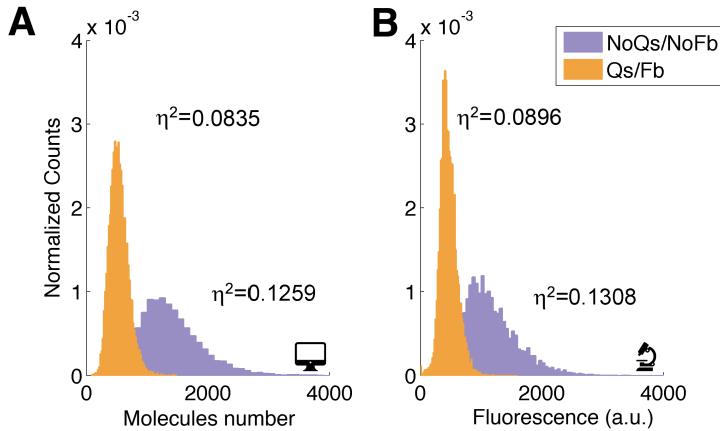 A
x 10⁻³
4
3
2
1
0
Normalized Counts
η²=0.0835
η²=0.1259
0
2000
4000
Molecules number
B
x 10⁻³
4
3
2
1
0
NoQs/NoFb
Qs/Fb
η²=0.0896
η²=0.1308
0
2000
4000
Fluorescence (a.u.)